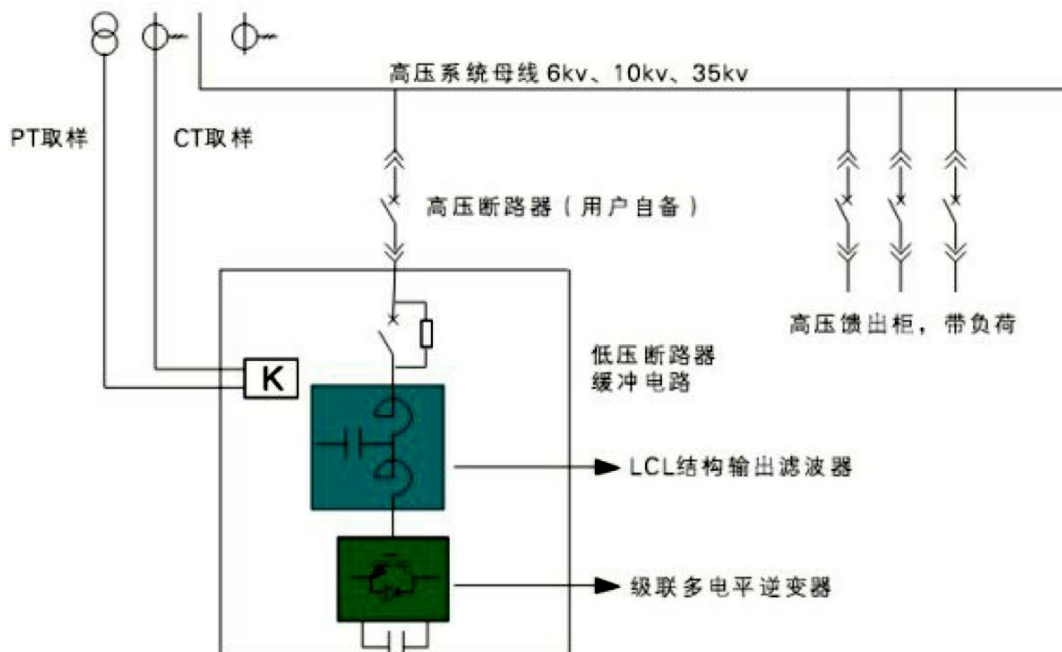 高压系统母线 6kv、10kv、35kv
PT取样
CT取样
高压断路器（用户自备）
高压馈出柜，带负荷
低压断路器
缓冲电路
K
LCL结构输出滤波器
级联多电平逆变器